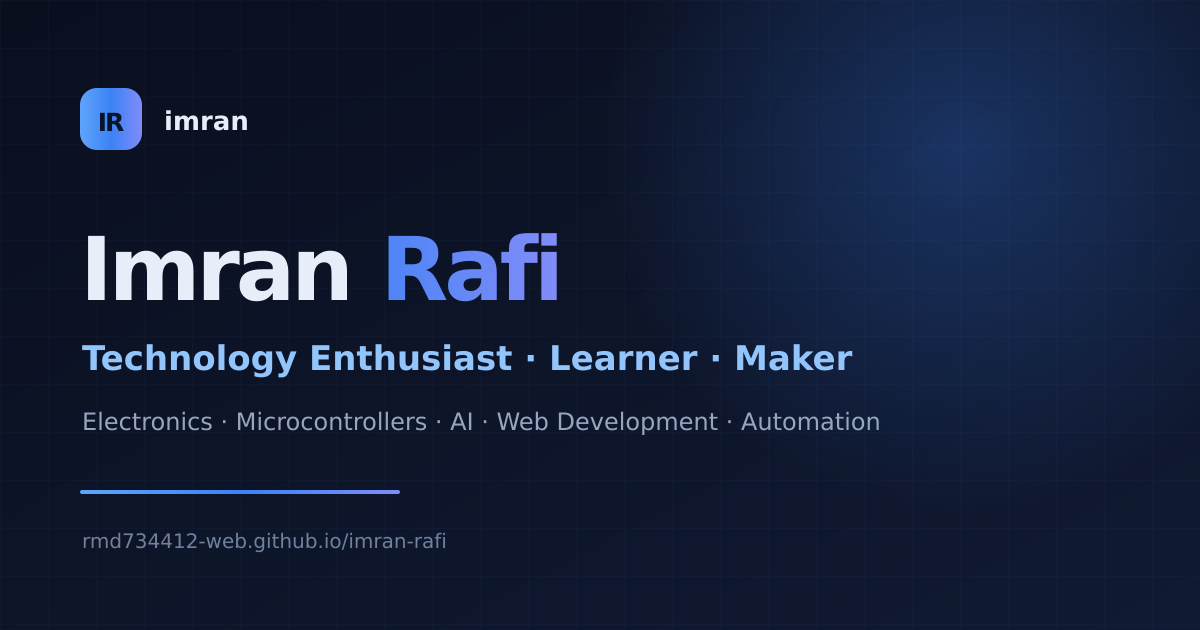 IR imran
Imran Rafi
Technology Enthusiast · Learner · Maker
Electronics · Microcontrollers · AI · Web Development · Automation
rmd734412-web.github.io/imran-rafi